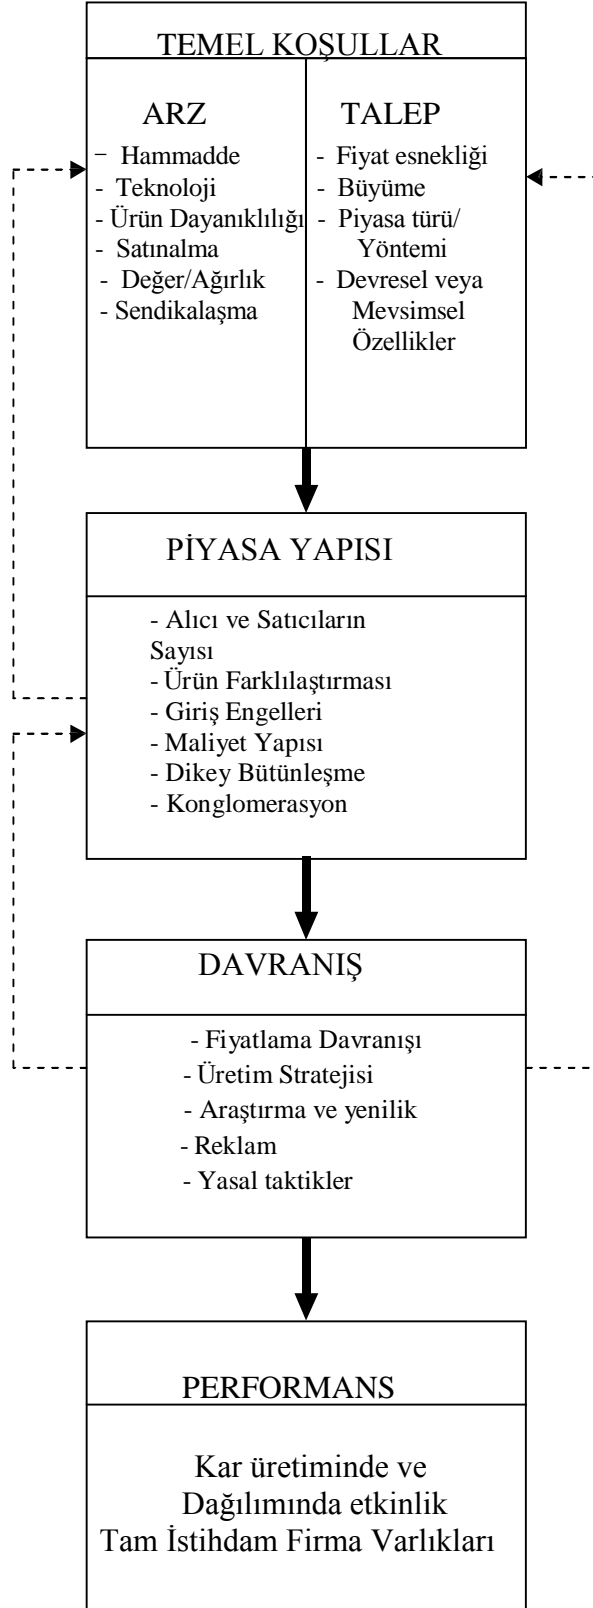 TEMEL KOŞULLAR
ARZ
– Hammadde
- Teknoloji
- Ürün Dayanıklılığı
- Satınalma
- Değer/Ağırlık
- Sendikalaşma
TALEP
- Fiyat esnekliği
- Büyüme
- Piyasa türü/
Yöntemi
- Devresel veya
Mevsimsel
Özellikler
PİYASA YAPISI
- Alıcı ve Satıcıların
Sayısı
- Ürün Farklılaştırması
- Giriş Engelleri
- Maliyet Yapısı
- Dikey Bütünleşme
- Konglomerasyon
DAVRANIŞ
- Fiyatlama Davranışı
- Üretim Stratejisi
- Araştırma ve yenilik
- Reklam
- Yasal taktikler
PERFORMANS
Kar üretiminde ve
Dağılımında etkinlik
Tam İstihdam Firma Varlıkları